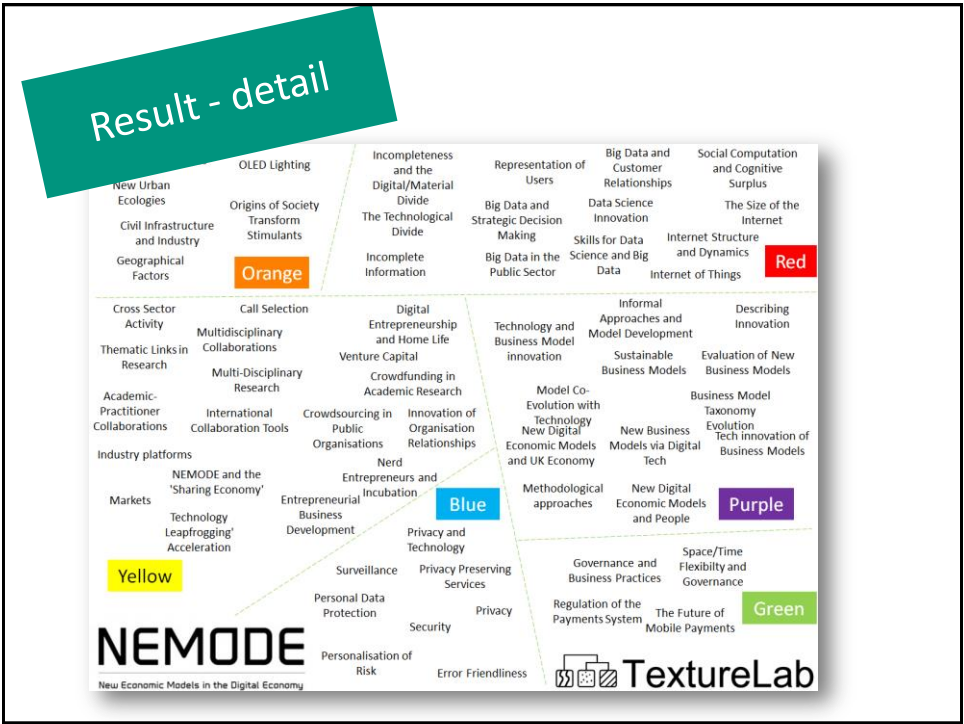 Result - detail
OLED Lighting
New Urban
Ecologies
Origins of Society
Transform
Stimulants
Civil Infrastructure
and Industry
Geographical
Factors
Orange
Incompleteness
and the
Digital/Material
Divide
The Technological
Divide
Incomplete
Information
Representation of
Users
Big Data and
Customer
Relationships
Social Computation
and Cognitive
Surplus
Big Data and
Strategic Decision
Making
Data Science
Innovation
The Size of the
Internet
Big Data in the
Public Sector
Skills for Data
Science and Big
Data
Internet Structure
and Dynamics
Internet of Things
Red
Cross Sector
Activity
Call Selection
Multidisciplinary
Collaborations
Thematic Links in
Research
Multi-Disciplinary
Research
Academic-
Practitioner
Collaborations
International
Collaboration Tools
Digital
Entrepreneurship
and Home Life
Venture Capital
Crowdfunding in
Academic Research
Crowdsourcing in
Public
Organisations
Innovation of
Organisation
Relationships
Industry platforms
NEMODE and the
'Sharing Economy'
Markets
Technology
Leapfrogging'
Acceleration
Nerd
Entrepreneurs and
Incubation
Entrepreneurial
Business
Development
Yellow
Technology and
Business Model
innovation
Informal
Approaches and
Model Development
Describing
Innovation
Sustainable
Business Models
Evaluation of New
Business Models
Model Co-
Evolution with
Technology
Business Model
Taxonomy
Evolution
New Digital
Economic Models
and UK Economy
New Business
Models via Digital
Tech
Tech innovation of
Business Models
Methodological
approaches
New Digital
Economic Models
and People
Purple
Blue
Privacy and
Technology
Surveillance
Privacy Preserving
Services
Personal Data
Protection
Privacy
Security
Personalisation of
Risk
Error Friendliness
Governance and
Business Practices
Space/Time
Flexibilty and
Governance
Regulation of the
Payments System
The Future of
Mobile Payments
Green
NEMODE
New Economic Models in the Digital Economy
TextureLab